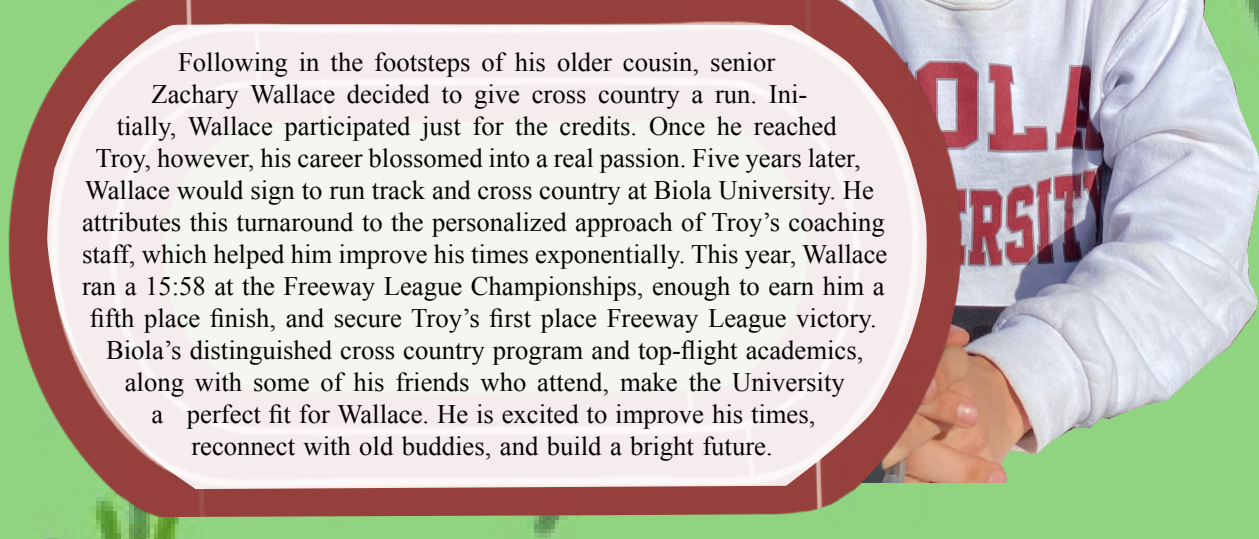 Following in the footsteps of his older cousin, senior
Zachary Wallace decided to give cross country a run. Ini-
tially, Wallace participated just for the credits. Once he reached
Troy, however, his career blossomed into a real passion. Five years later,
Wallace would sign to run track and cross country at Biola University. He
attributes this turnaround to the personalized approach of Troy’s coaching
staff, which helped him improve his times exponentially. This year, Wallace
ran a 15:58 at the Freeway League Championships, enough to earn him a
fifth place finish, and secure Troy’s first place Freeway League victory.
Biola’s distinguished cross country program and top-flight academics,
along with some of his friends who attend, make the University
a perfect fit for Wallace. He is excited to improve his times,
reconnect with old buddies, and build a bright future.
OLA
ERSITY